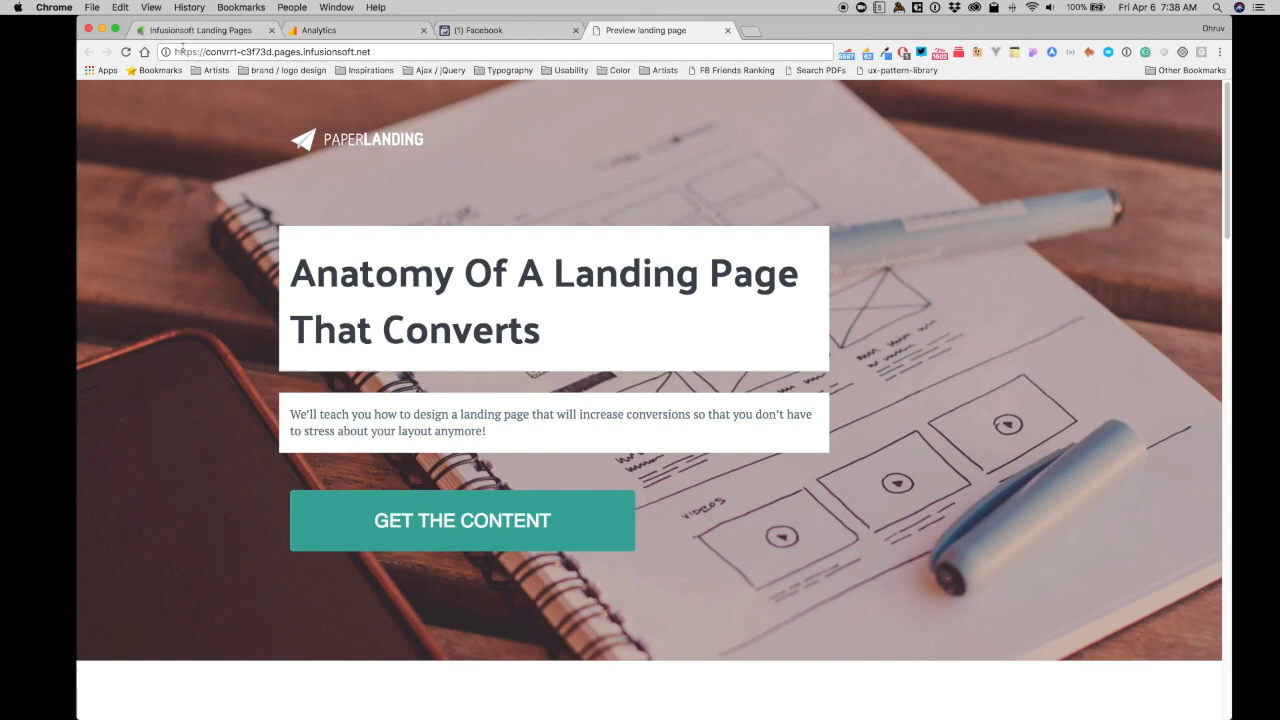 Chrome File Edit View History Bookmarks People Window Help 100% Fri Apr 6 7:38 AM
Infusionsoft Landing Pages Analytics (1) Facebook Preview landing page Dhruv
https://convrrt-c3f73d.pages.infusionsoft.net
Apps Bookmarks Artists brand / logo design Inspirations Ajax / jQuery Typography Usability Color Artists FB Friends Ranking Search PDFs ux-pattern-library Other Bookmarks
PAPERLANDING
Anatomy Of A Landing Page
That Converts
We'll teach you how to design a landing page that will increase conversions so that you don't have
to stress about your layout anymore!
VIDEOS
GET THE CONTENT